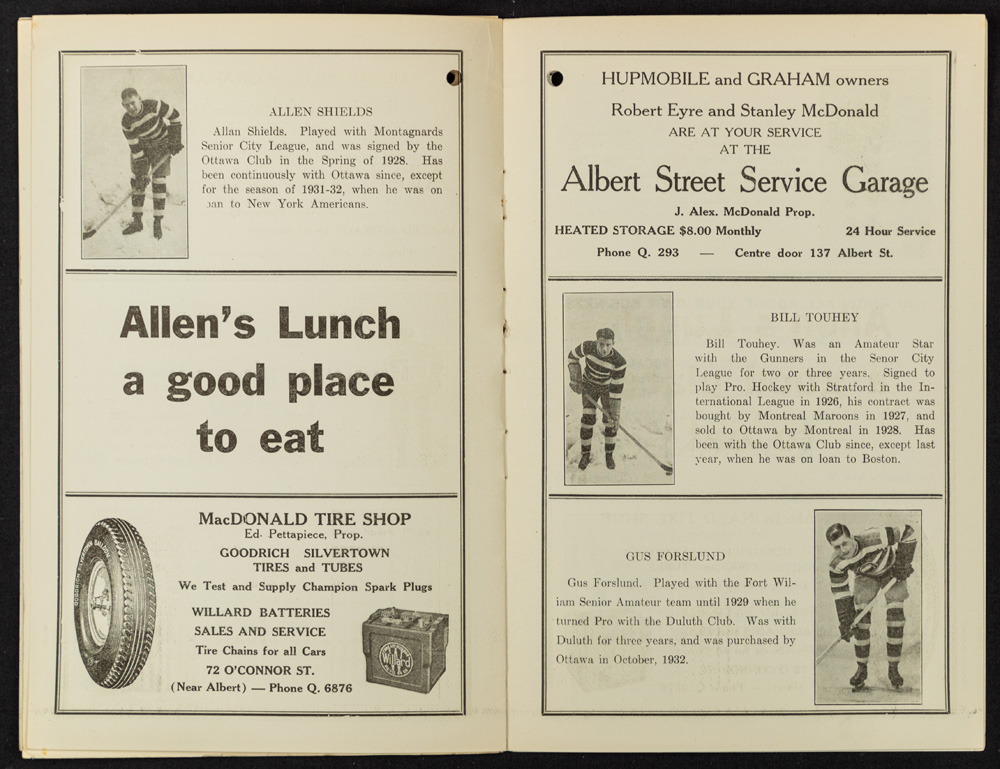 ALLEN SHIELDS
Allan Shields. Played with Montagnards
Senior City League, and was signed by the
Ottawa Club in the Spring of 1928. Has
been continuously with Ottawa since, except
for the season of 1931-32, when he was on
oan to New York Americans.
Allen's Lunch
a good place
to eat
MacDONALD TIRE SHOP
Ed. Pettapiece, Prop.
GOODRICH SILVERTOWN
TIRES and TUBES
We Test and Supply Champion Spark Plugs
WILLARD BATTERIES
SALES AND SERVICE
Tire Chains for all Cars
72 O'CONNOR ST.
(Near Albert) — Phone Q. 6876
Willard
HUPMOBILE and GRAHAM owners
Robert Eyre and Stanley McDonald
ARE AT YOUR SERVICE
AT THE
Albert Street Service Garage
J. Alex. McDonald Prop.
HEATED STORAGE $8.00 Monthly 24 Hour Service
Phone Q. 293 — Centre door 137 Albert St.
BILL TOUHEY
Bill Touhey. Was an Amateur Star
with the Gunners in the Senor City
League for two or three years. Signed to
play Pro. Hockey with Stratford in the In-
ternational League in 1926, his contract was
bought by Montreal Maroons in 1927, and
sold to Ottawa by Montreal in 1928. Has
been with the Ottawa Club since, except last
year, when he was on loan to Boston.
GUS FORSLUND
Gus Forslund. Played with the Fort Wil-
iam Senior Amateur team until 1929 when he
turned Pro with the Duluth Club. Was with
Duluth for three years, and was purchased by
Ottawa in October, 1932.